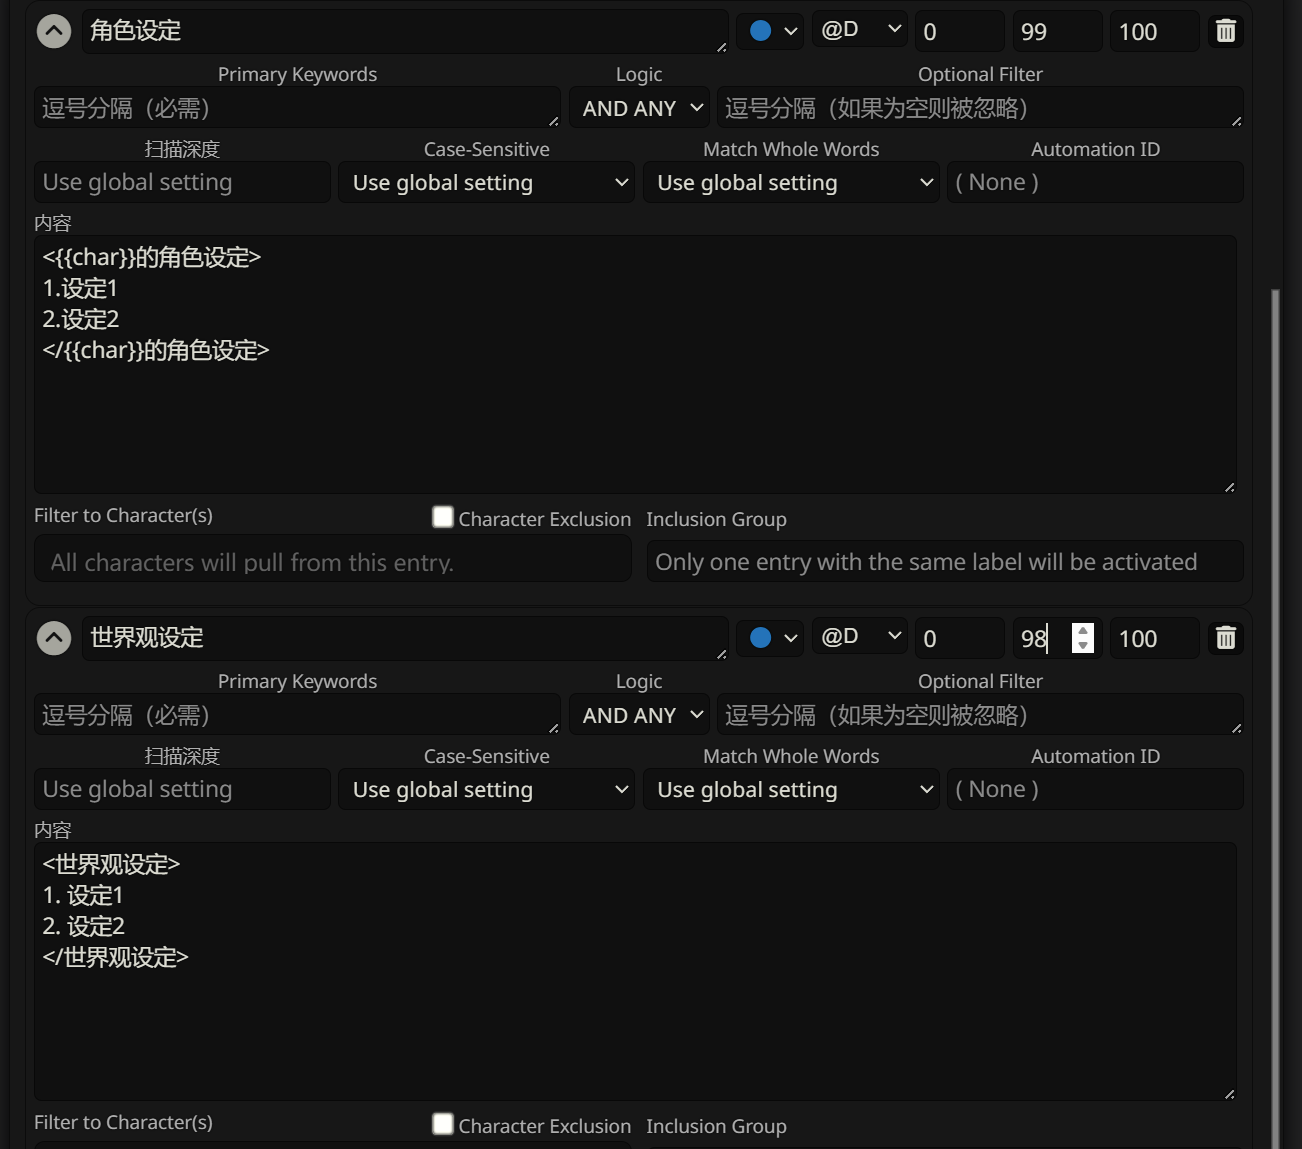 角色设定 @D 0 99 100
Primary Keywords Logic Optional Filter
逗号分隔（必需） AND ANY 逗号分隔（如果为空则被忽略）
扫描深度 Case-Sensitive Match Whole Words Automation ID
Use global setting Use global setting Use global setting ( None )
内容
<{{char}}的角色设定>
1.设定1
2.设定2
</{{char}}的角色设定>
Filter to Character(s) Character Exclusion Inclusion Group
All characters will pull from this entry. Only one entry with the same label will be activated
世界观设定 @D 0 98 100
Primary Keywords Logic Optional Filter
逗号分隔（必需） AND ANY 逗号分隔（如果为空则被忽略）
扫描深度 Case-Sensitive Match Whole Words Automation ID
Use global setting Use global setting Use global setting ( None )
内容
<世界观设定>
1. 设定1
2. 设定2
</世界观设定>
Filter to Character(s) Character Exclusion Inclusion Group